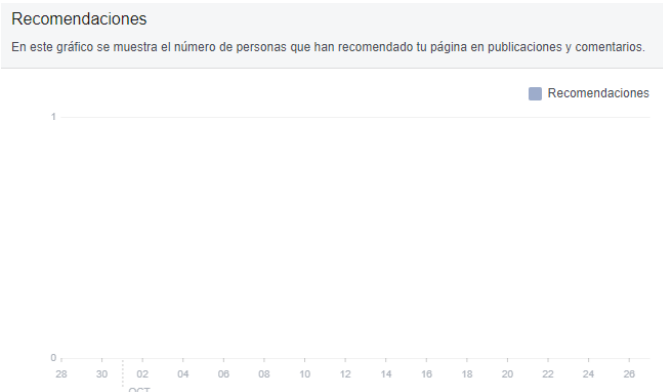 Recomendaciones
En este gráfico se muestra el número de personas que han recomendado tu página en publicaciones y comentarios.
Recomendaciones
1
0
28 30 02 04 06 08 10 12 14 16 18 20 22 24 26
OCT